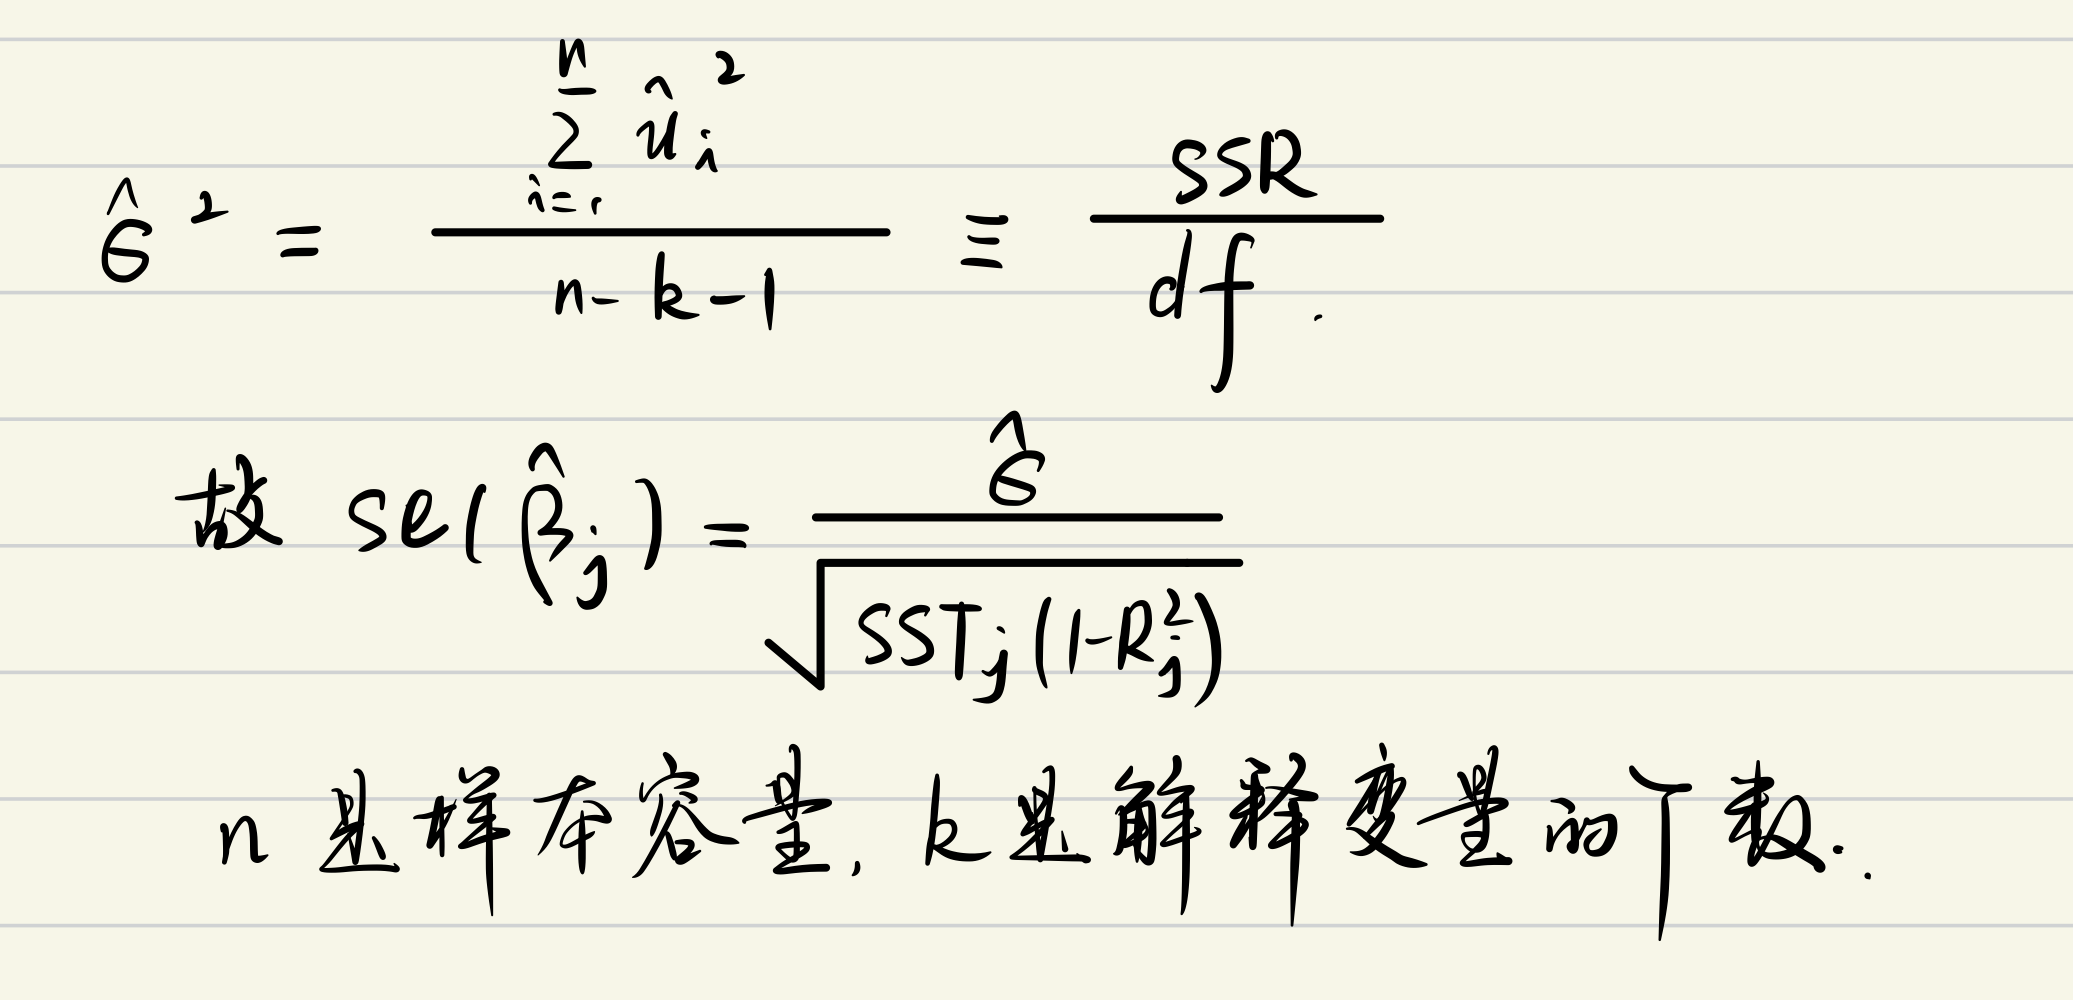 $\hat{\sigma}^2 = \frac{\sum_{i=1}^{n} \hat{u}_i^2}{n-k-1} \equiv \frac{SSR}{df}.$
故 $se(\hat{\beta}_j) = \frac{\hat{\sigma}}{\sqrt{SST_j(1-R_j^2)}}$
n是样本容量, k是解释变量的个数.